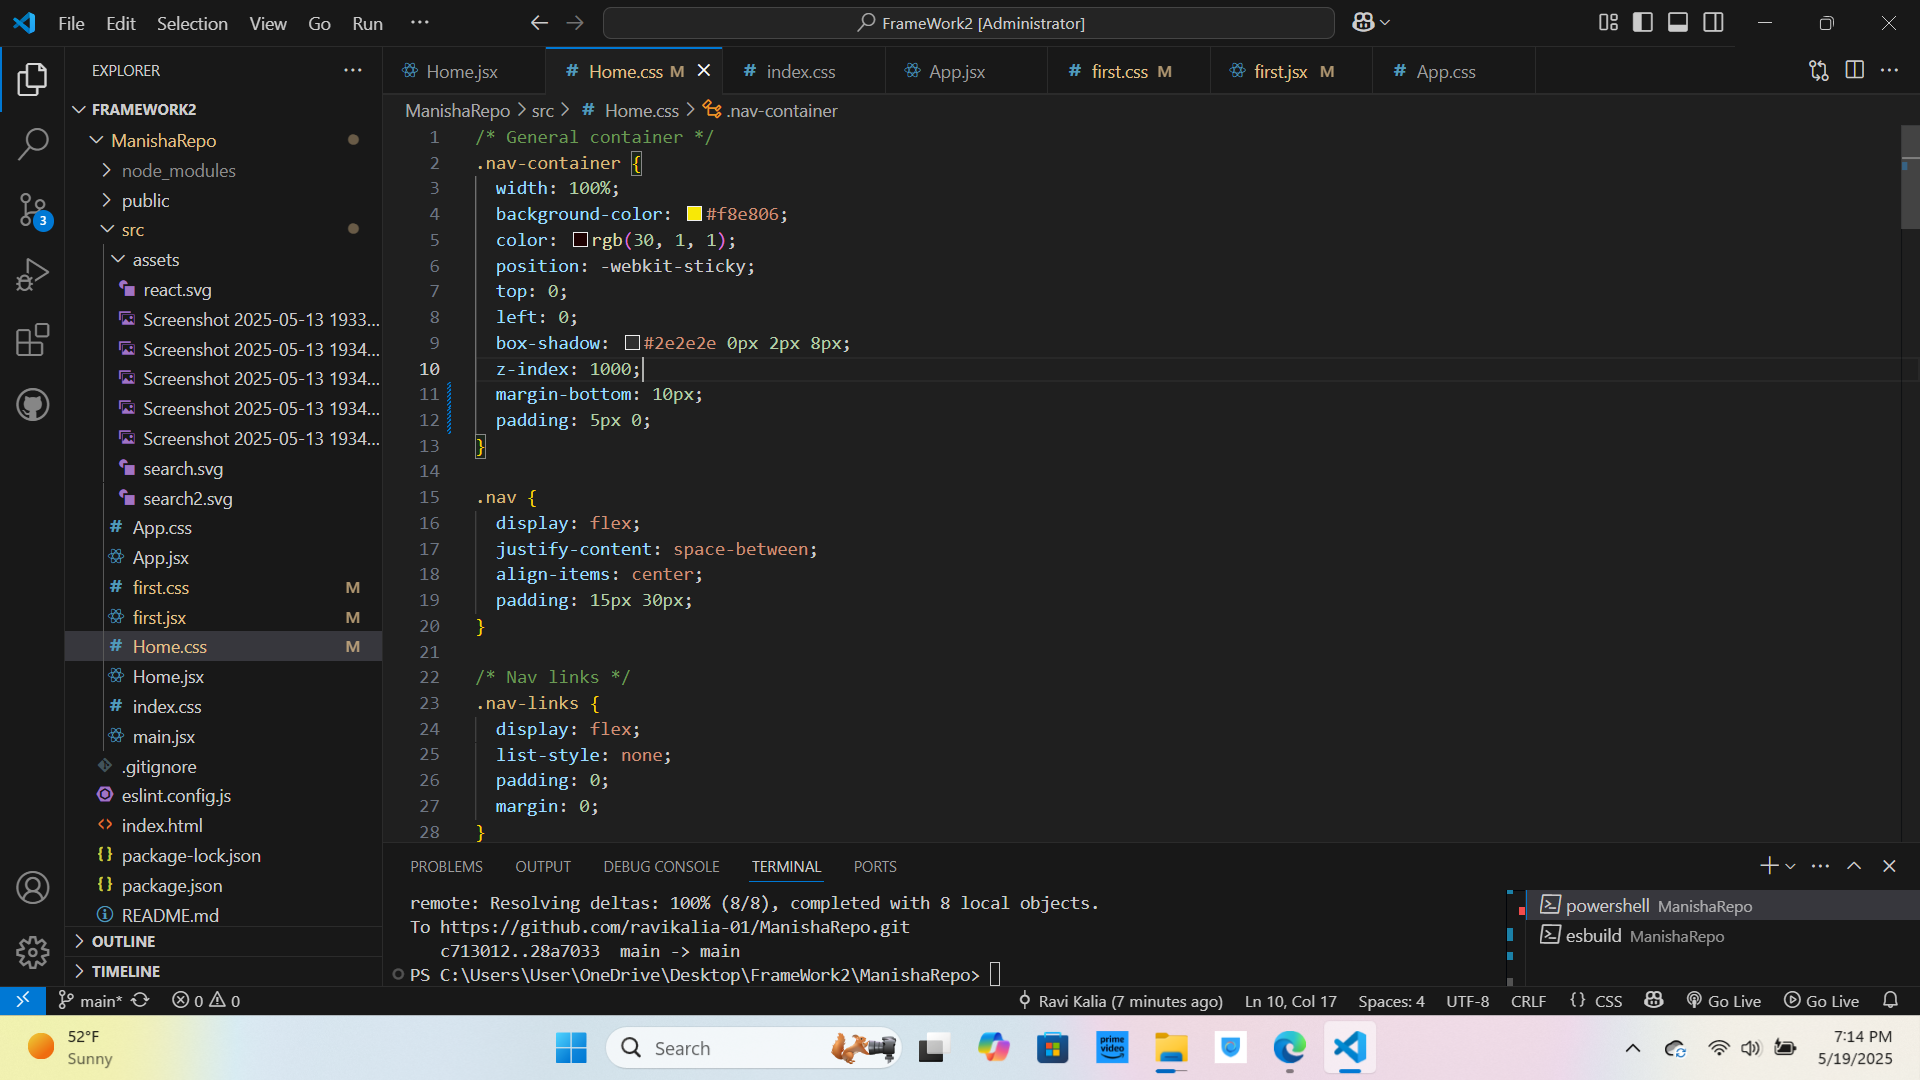 File Edit Selection View Go Run ···
FrameWork2 [Administrator]
EXPLORER
Home.jsx
Home.css M
index.css
App.jsx
first.css M
first.jsx M
App.css
FRAMEWORK2
ManishaRepo
node_modules
public
src
assets
react.svg
Screenshot 2025-05-13 1933...
Screenshot 2025-05-13 1934...
Screenshot 2025-05-13 1934...
Screenshot 2025-05-13 1934...
Screenshot 2025-05-13 1934...
search.svg
search2.svg
App.css
App.jsx
first.css M
first.jsx M
Home.css M
Home.jsx
index.css
main.jsx
.gitignore
eslint.config.js
index.html
package-lock.json
package.json
README.md
OUTLINE
TIMELINE
3
ManishaRepo > src > # Home.css > .nav-container
1 /* General container */
2 .nav-container {
3 width: 100%;
4 background-color: #f8e806;
5 color: rgb(30, 1, 1);
6 position: -webkit-sticky;
7 top: 0;
8 left: 0;
9 box-shadow: #2e2e2e 0px 2px 8px;
10 z-index: 1000;
11 margin-bottom: 10px;
12 padding: 5px 0;
13 }
14
15 .nav {
16 display: flex;
17 justify-content: space-between;
18 align-items: center;
19 padding: 15px 30px;
20 }
21
22 /* Nav links */
23 .nav-links {
24 display: flex;
25 list-style: none;
26 padding: 0;
27 margin: 0;
28 }
PROBLEMS OUTPUT DEBUG CONSOLE TERMINAL PORTS
remote: Resolving deltas: 100% (8/8), completed with 8 local objects.
To https://github.com/ravikalia-01/ManishaRepo.git
c713012..28a7033 main -> main
PS C:\Users\User\OneDrive\Desktop\FrameWork2\ManishaRepo>
powershell ManishaRepo
esbuild ManishaRepo
main* 0 0 Ravi Kalia (7 minutes ago) Ln 10, Col 17 Spaces: 4 UTF-8 CRLF {} CSS Go Live Go Live
52°F
Sunny
Search
prime video
7:14 PM
5/19/2025